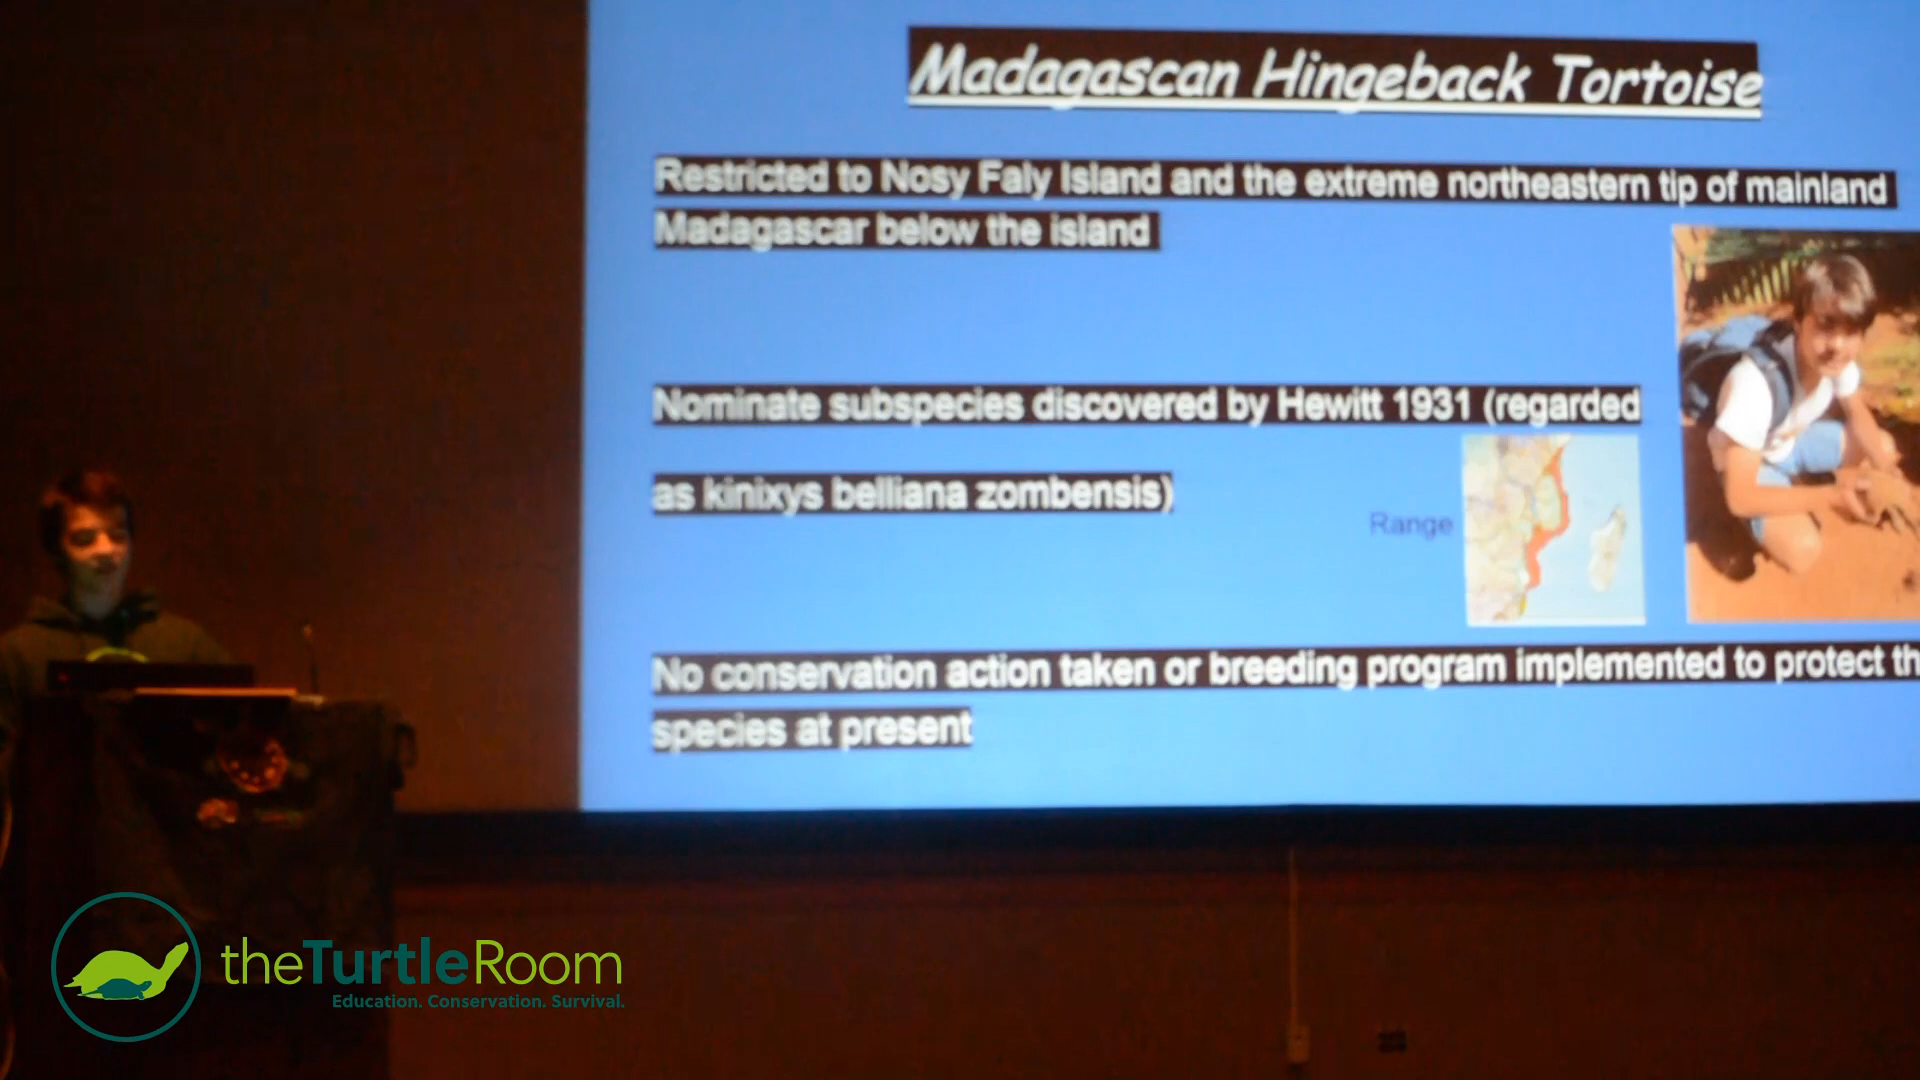 Madagascan Hingeback Tortoise
Restricted to Nosy Faly Island and the extreme northeastern tip of mainland
Madagascar below the island
Nominate subspecies discovered by Hewitt 1931 (regarded
as kinixys belliana zombensis)
Range
No conservation action taken or breeding program implemented to protect th
species at present
theTurtleRoom
Education. Conservation. Survival.